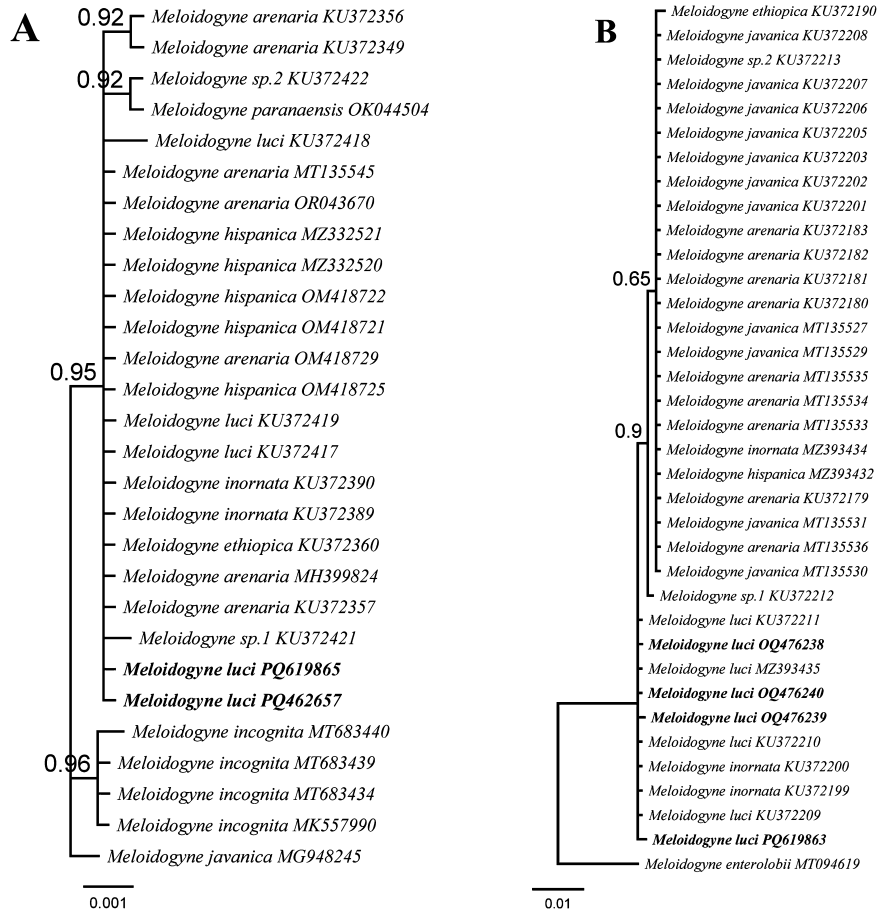 A
0.92
Meloidogyne arenaria KU372356
Meloidogyne arenaria KU372349
0.92
Meloidogyne sp.2 KU372422
Meloidogyne paranaensis OK044504
Meloidogyne luci KU372418
Meloidogyne arenaria MT135545
Meloidogyne arenaria OR043670
Meloidogyne hispanica MZ332521
Meloidogyne hispanica MZ332520
Meloidogyne hispanica OM418722
Meloidogyne hispanica OM418721
Meloidogyne arenaria OM418729
0.95
Meloidogyne hispanica OM418725
Meloidogyne luci KU372419
Meloidogyne luci KU372417
Meloidogyne inornata KU372390
Meloidogyne inornata KU372389
Meloidogyne ethiopica KU372360
Meloidogyne arenaria MH399824
Meloidogyne arenaria KU372357
Meloidogyne sp.1 KU372421
Meloidogyne luci PQ619865
Meloidogyne luci PQ462657
Meloidogyne incognita MT683440
0.96
Meloidogyne incognita MT683439
Meloidogyne incognita MT683434
Meloidogyne incognita MK557990
Meloidogyne javanica MG948245
0.001
B
Meloidogyne ethiopica KU372190
Meloidogyne javanica KU372208
Meloidogyne sp.2 KU372213
Meloidogyne javanica KU372207
Meloidogyne javanica KU372206
Meloidogyne javanica KU372205
Meloidogyne javanica KU372203
Meloidogyne javanica KU372202
Meloidogyne javanica KU372201
Meloidogyne arenaria KU372183
Meloidogyne arenaria KU372182
0.65
Meloidogyne arenaria KU372181
Meloidogyne arenaria KU372180
Meloidogyne javanica MT135527
Meloidogyne javanica MT135529
Meloidogyne arenaria MT135535
Meloidogyne arenaria MT135534
Meloidogyne arenaria MT135533
0.9
Meloidogyne inornata MZ393434
Meloidogyne hispanica MZ393432
Meloidogyne arenaria KU372179
Meloidogyne javanica MT135531
Meloidogyne arenaria MT135536
Meloidogyne javanica MT135530
Meloidogyne sp.1 KU372212
Meloidogyne luci KU372211
Meloidogyne luci OQ476238
Meloidogyne luci MZ393435
Meloidogyne luci OQ476240
Meloidogyne luci OQ476239
Meloidogyne luci KU372210
Meloidogyne inornata KU372200
Meloidogyne inornata KU372199
Meloidogyne luci KU372209
Meloidogyne luci PQ619863
Meloidogyne enterolobii MT094619
0.01